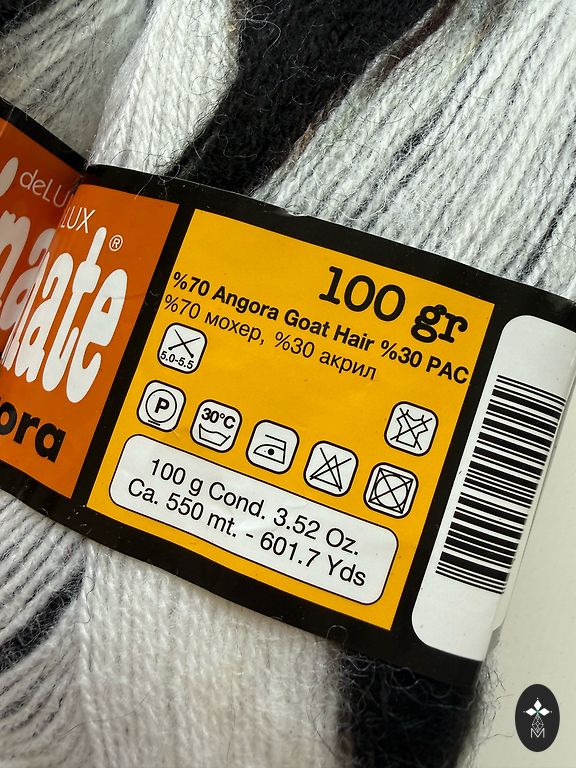 deLUX
LUX®
nate
ora
100 gr
%70 Angora Goat Hair %30 PAC
%70 мохер, %30 акрил
5.0-5.5
P
30°C
100 g Cond. 3.52 Oz.
Ca. 550 mt. - 601.7 Yds
M